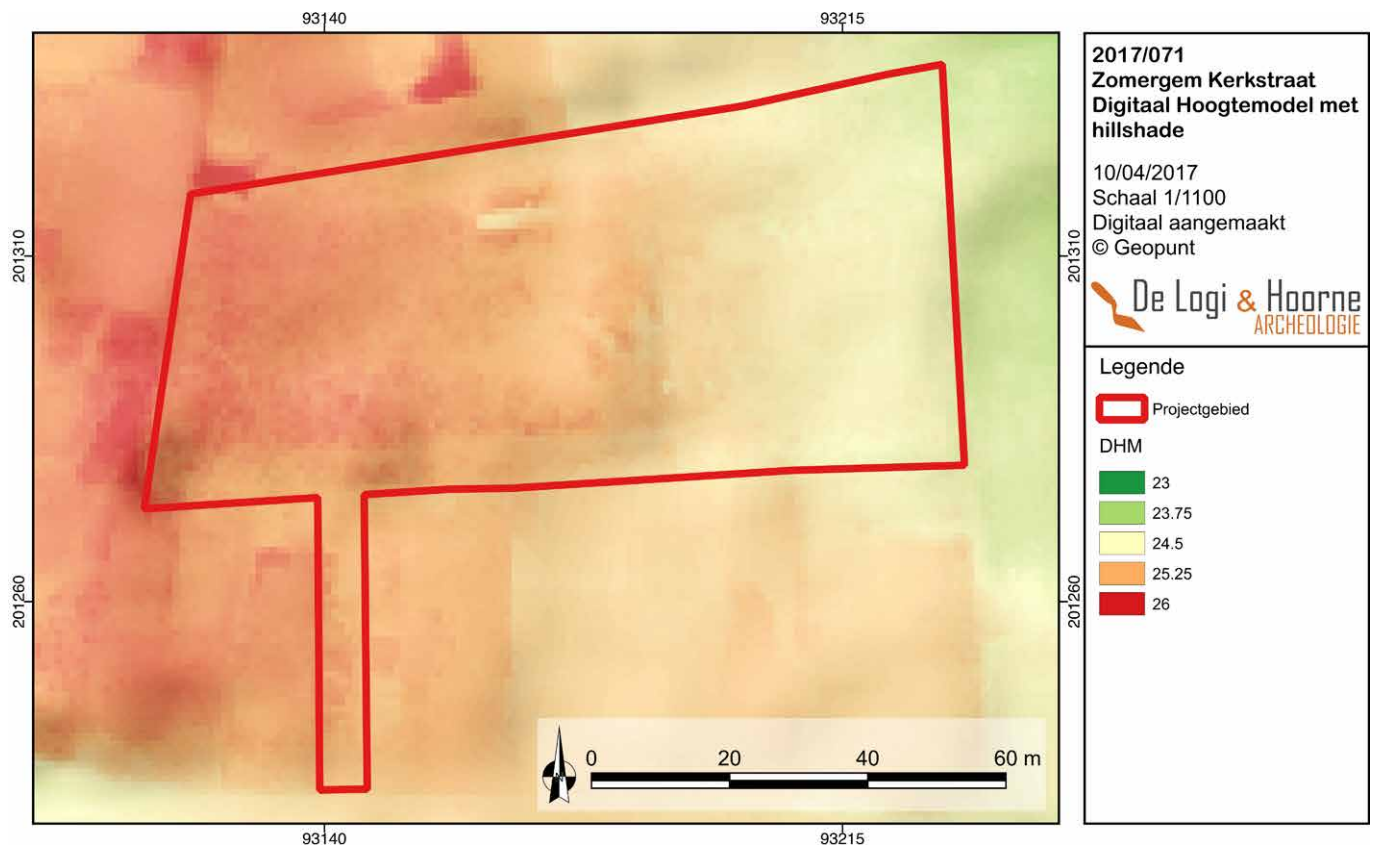 93140 93215
2017/071
Zomergem Kerkstraat
Digitaal Hoogtemodel met
hillshade
10/04/2017
Schaal 1/1100
Digitaal aangemaakt
© Geopunt
De Logi & Hoorne
ARCHEOLOGIE
201310 201310
Legende
Projectgebied
DHM
23
23.75
24.5
25.25
26
201260 201260
N
0 20 40 60 m
93140 93215